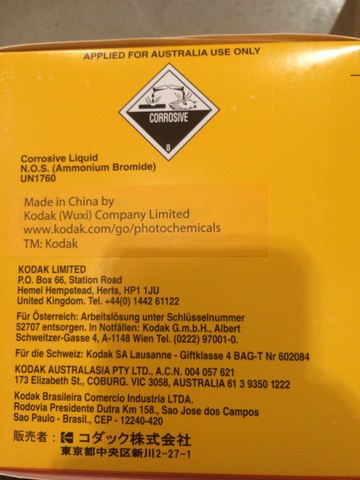 APPLIED FOR AUSTRALIA USE ONLY
CORROSIVE
8
Corrosive Liquid
N.O.S. (Ammonium Bromide)
UN1760
Made in China by
Kodak (Wuxi) Company Limited
www.kodak.com/go/photochemicals
TM: Kodak
KODAK LIMITED
P.O. Box 66, Station Road
Hemel Hempstead, Herts, HP1 1JU
United Kingdom. Tel. +44(0) 1442 61122
Für Österreich: Arbeitslösung unter Schlüsselnummer
52707 entsorgen. In Notfällen: Kodak G.m.b.H., Albert
Schweitzer-Gasse 4, A-1148 Wien Tel. (0222) 97001-0.
Für die Schweiz: Kodak SA Lausanne - Giftklasse 4 BAG-T Nr 602084
KODAK AUSTRALASIA PTY LTD., A.C.N. 004 057 621
173 Elizabeth St., COBURG. VIC 3058, AUSTRALIA 61 3 9350 1222
Kodak Brasileira Comercio Industria LTDA.
Rodovia Presidente Dutra Km 158., Sao Jose dos Campos
Sao Paulo - Brasil., CEP - 12240-420
販売者： コダック株式会社
東京都中央区新川2-27-1